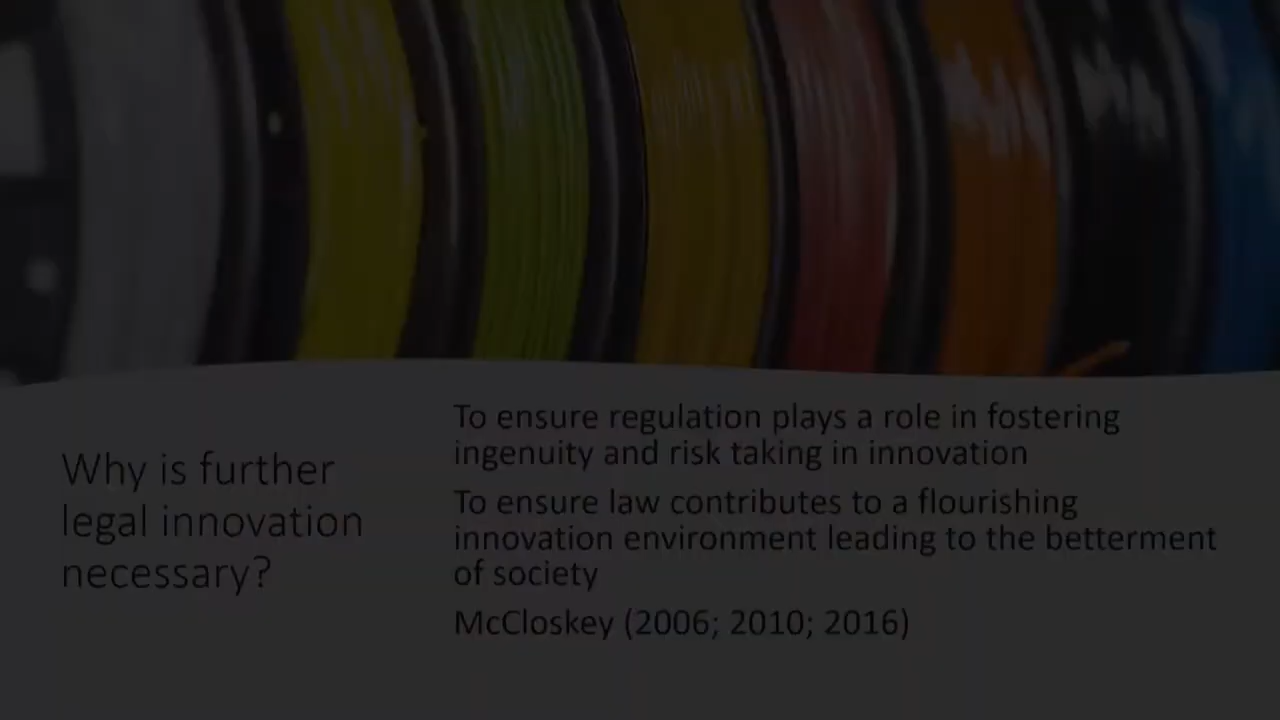 Why is further
legal innovation
necessary?
To ensure regulation plays a role in fostering
ingenuity and risk taking in innovation
To ensure law contributes to a flourishing
innovation environment leading to the betterment
of society
McCloskey (2006; 2010; 2016)